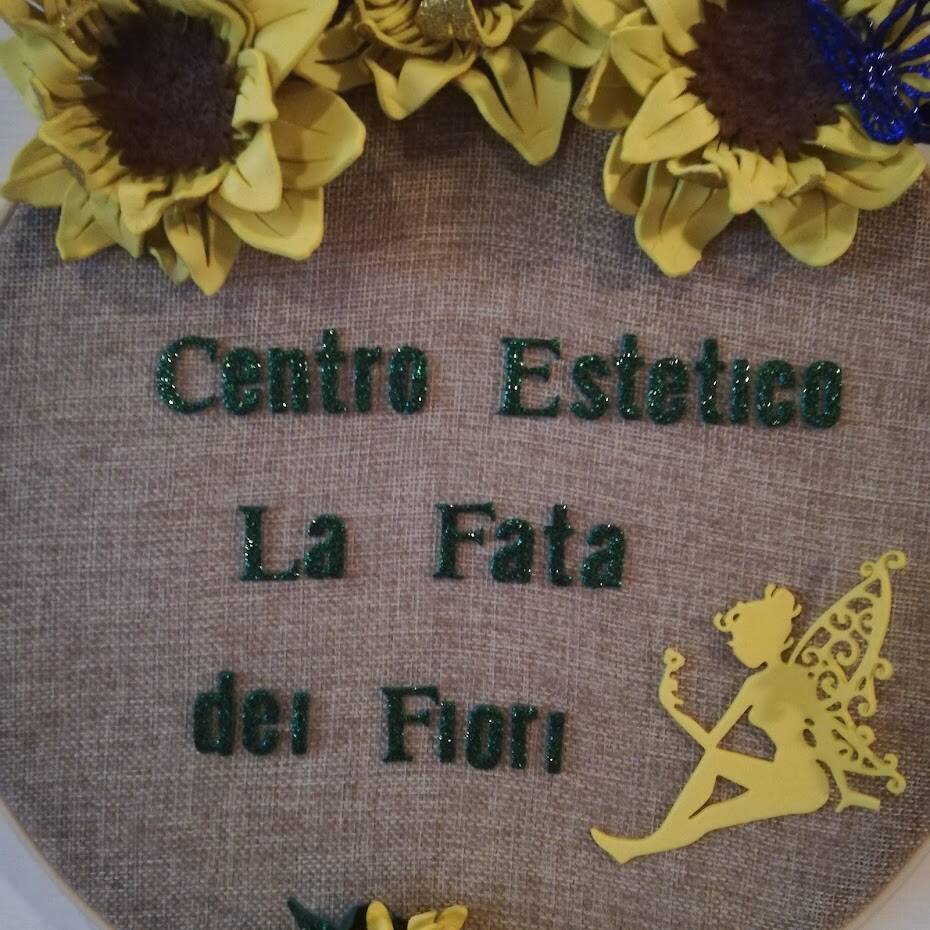 Centro Estetico
La Fata
dei Fiori